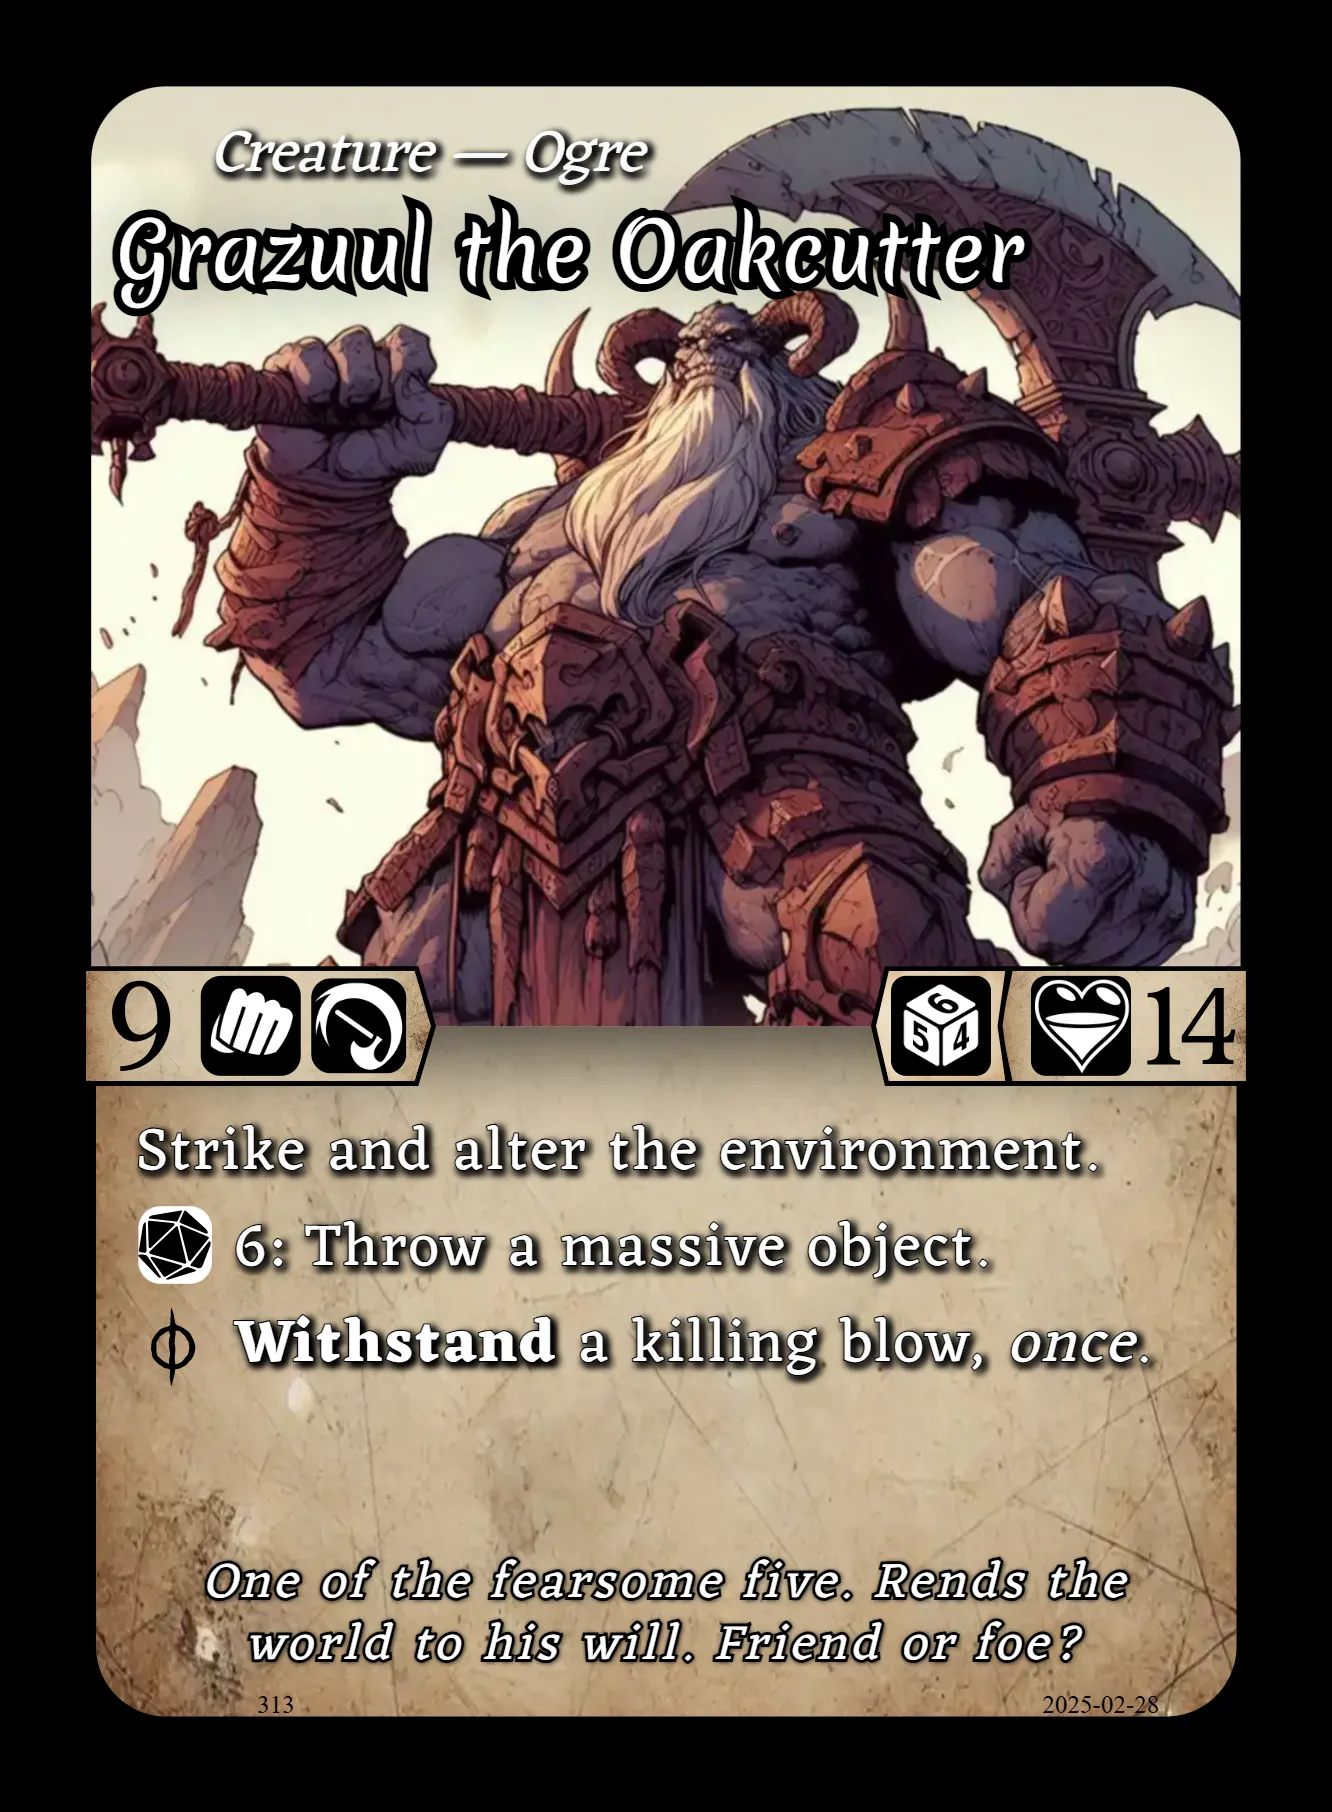 Creature — Ogre
Grazuul the Oakcutter
9
6 5 4
14
Strike and alter the environment.
6: Throw a massive object.
Withstand a killing blow, once.
One of the fearsome five. Rends the
world to his will. Friend or foe?
313 2025-02-28